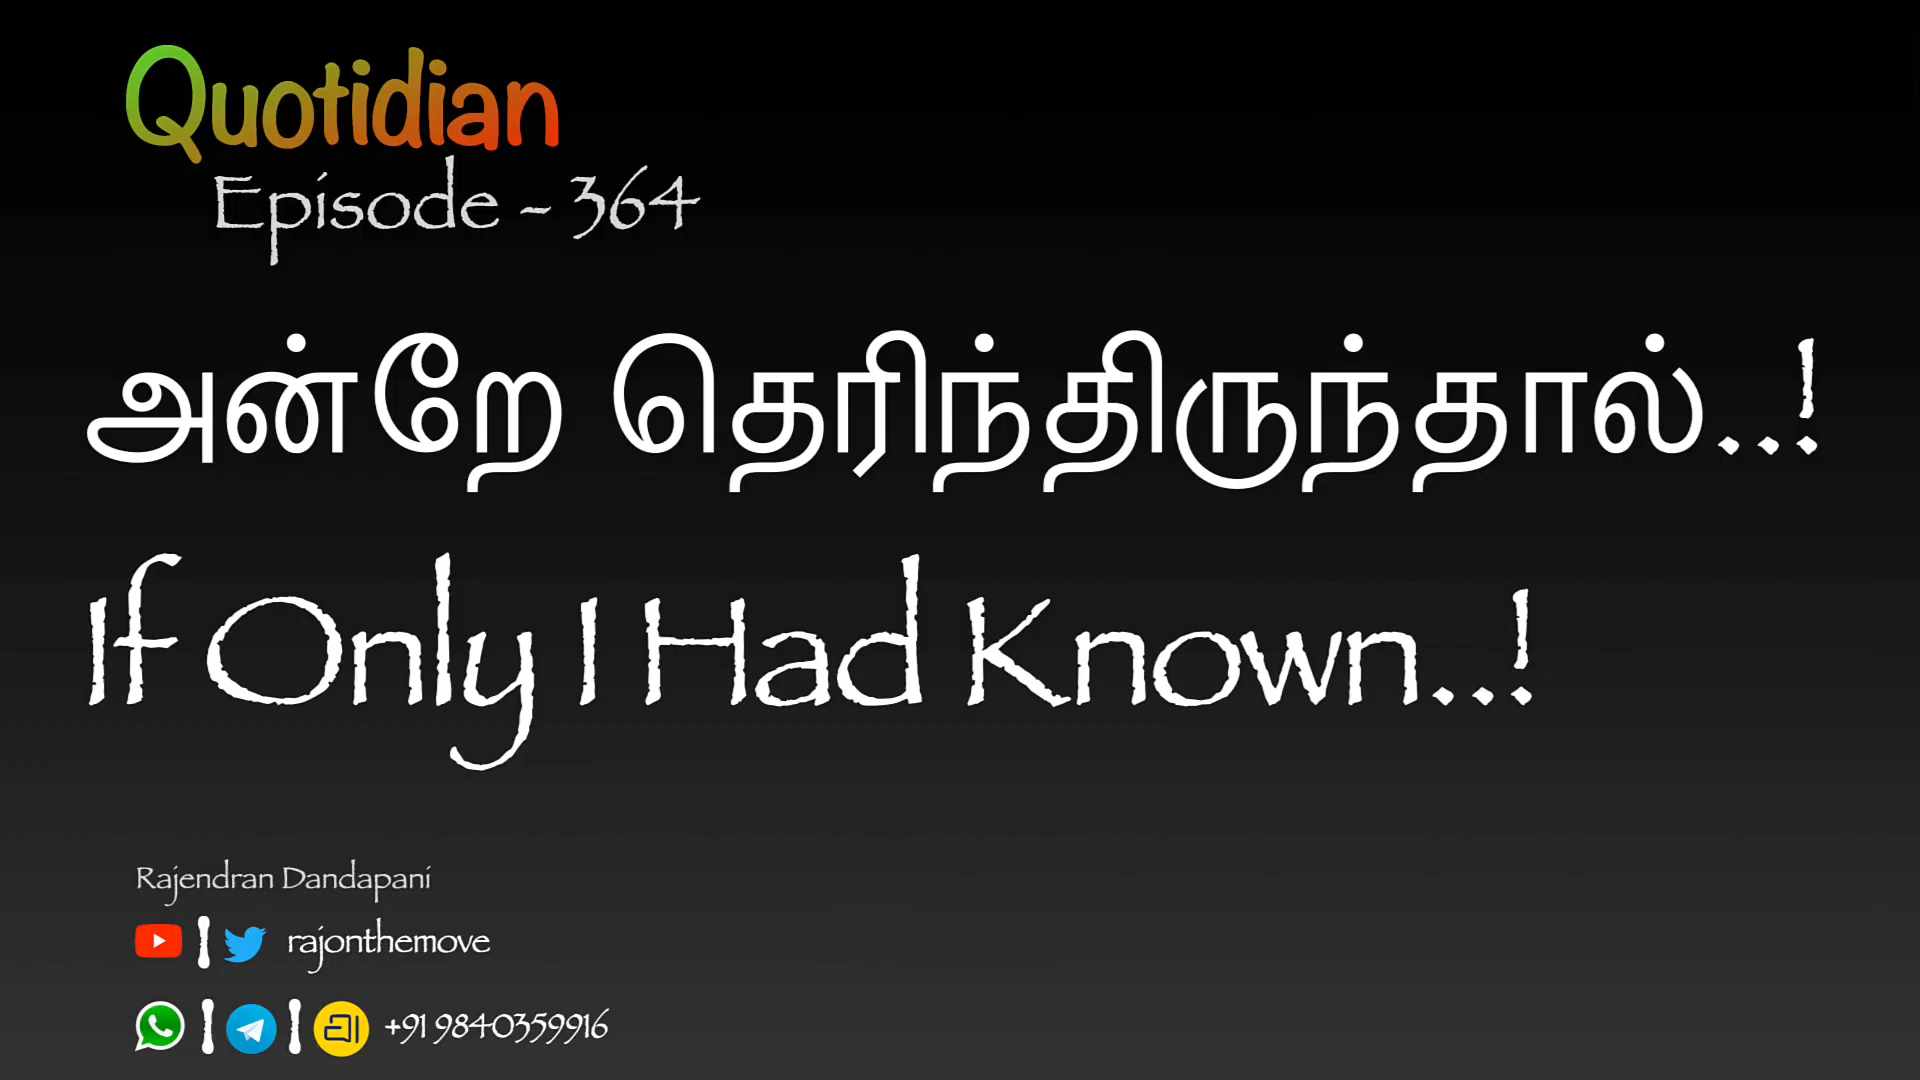 Quotidian
Episode - 364
அன்றே தெரிந்திருந்தால்..!
If Only I Had Known..!
Rajendran Dandapani
rajonthemove
+91 9840359916